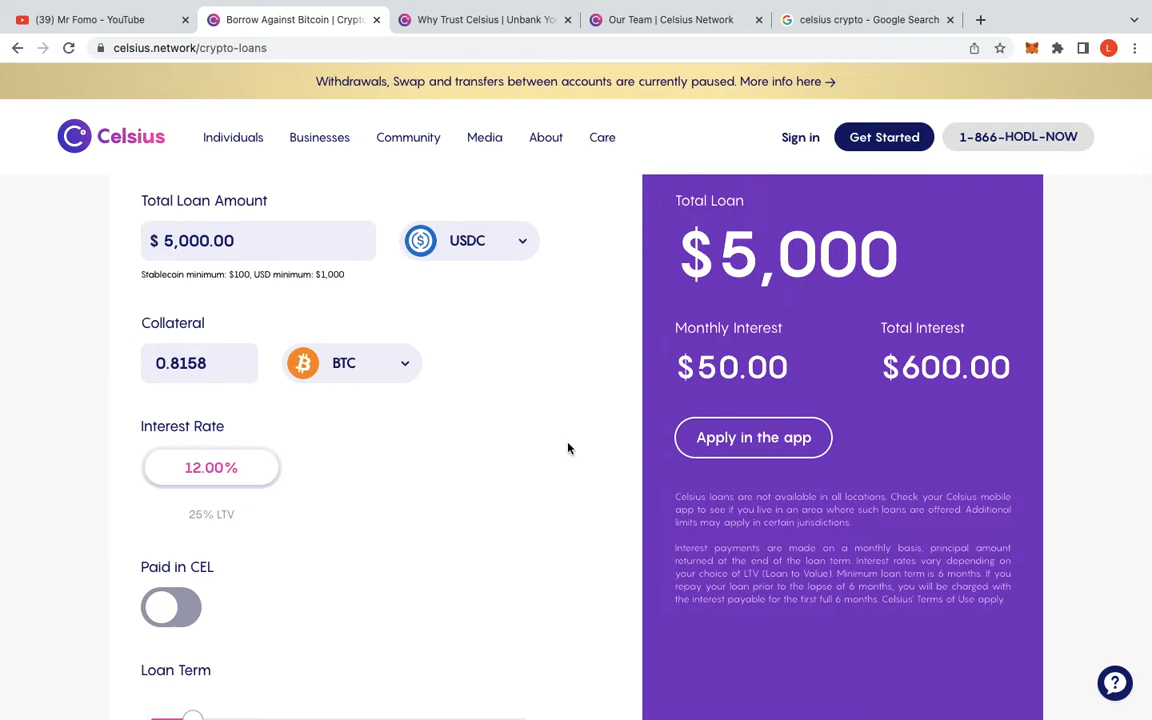 (39) Mr Fomo - YouTube
Borrow Against Bitcoin | Crypto
Why Trust Celsius | Unbank Yo
Our Team | Celsius Network
celsius crypto - Google Search
celsius.network/crypto-loans
L
Withdrawals, Swap and transfers between accounts are currently paused. More info here →
Celsius
Individuals
Businesses
Community
Media
About
Care
Sign in
Get Started
1-866-HODL-NOW
Total Loan Amount
$ 5,000.00
USDC
Stablecoin minimum: $100, USD minimum: $1,000
Collateral
0.8158
BTC
Interest Rate
12.00%
25% LTV
Paid in CEL
Loan Term
Total Loan
$5,000
Monthly Interest
Total Interest
$50.00
$600.00
Apply in the app
Celsius loans are not available in all locations. Check your Celsius mobile
app to see if you live in an area where such loans are offered. Additional
limits may apply in certain jurisdictions.
Interest payments are made on a monthly basis, principal amount
returned at the end of the loan term. Interest rates vary depending on
your choice of LTV (Loan to Value). Minimum loan term is 6 months. If you
repay your loan prior to the lapse of 6 months, you will be charged with
the interest payable for the first full 6 months. Celsius' Terms of Use apply.